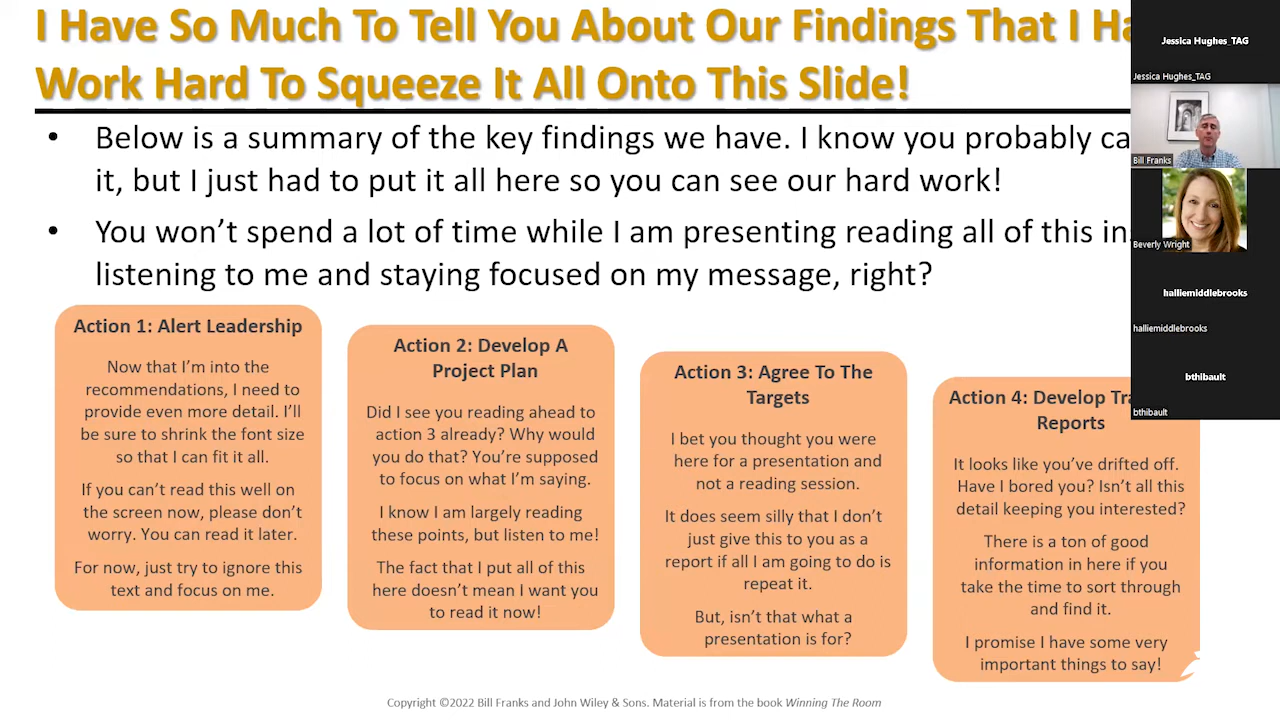 I Have So Much To Tell You About Our Findings That I
Work Hard To Squeeze It All Onto This Slide!
• Below is a summary of the key findings we have. I know you probably
it, but I just had to put it all here so you can see our hard work!
• You won't spend a lot of time while I am presenting reading all of this
listening to me and staying focused on my message, right?
Action 1: Alert Leadership
Now that I'm into the
recommendations, I need to
provide even more detail. I'll
be sure to shrink the font size
so that I can fit it all.
If you can't read this well on
the screen now, please don't
worry. You can read it later.
For now, just try to ignore this
text and focus on me.
Action 2: Develop A
Project Plan
Did I see you reading ahead to
action 3 already? Why would
you do that? You're supposed
to focus on what I'm saying.
I know I am largely reading
these points, but listen to me!
The fact that I put all of this
here doesn't mean I want you
to read it now!
Action 3: Agree To The
Targets
I bet you thought you were
here for a presentation and
not a reading session.
It does seem silly that I don't
just give this to you as a
report if all I am going to do is
repeat it.
But, isn't that what a
presentation is for?
Action 4: Develop
Reports
It looks like you've drifted off.
Have I bored you? Isn't all this
detail keeping you interested?
There is a ton of good
information in here if you
take the time to sort through
and find it.
I promise I have some very
important things to say!
Copyright ©2022 Bill Franks and John Wiley & Sons. Material is from the book Winning The Room
Jessica Hughes_TAG
Jessica Hughes_TAG
Bill Franks
Beverly Wright
halliemiddlebrooks
halliemiddlebrooks
bthibault
bthibault